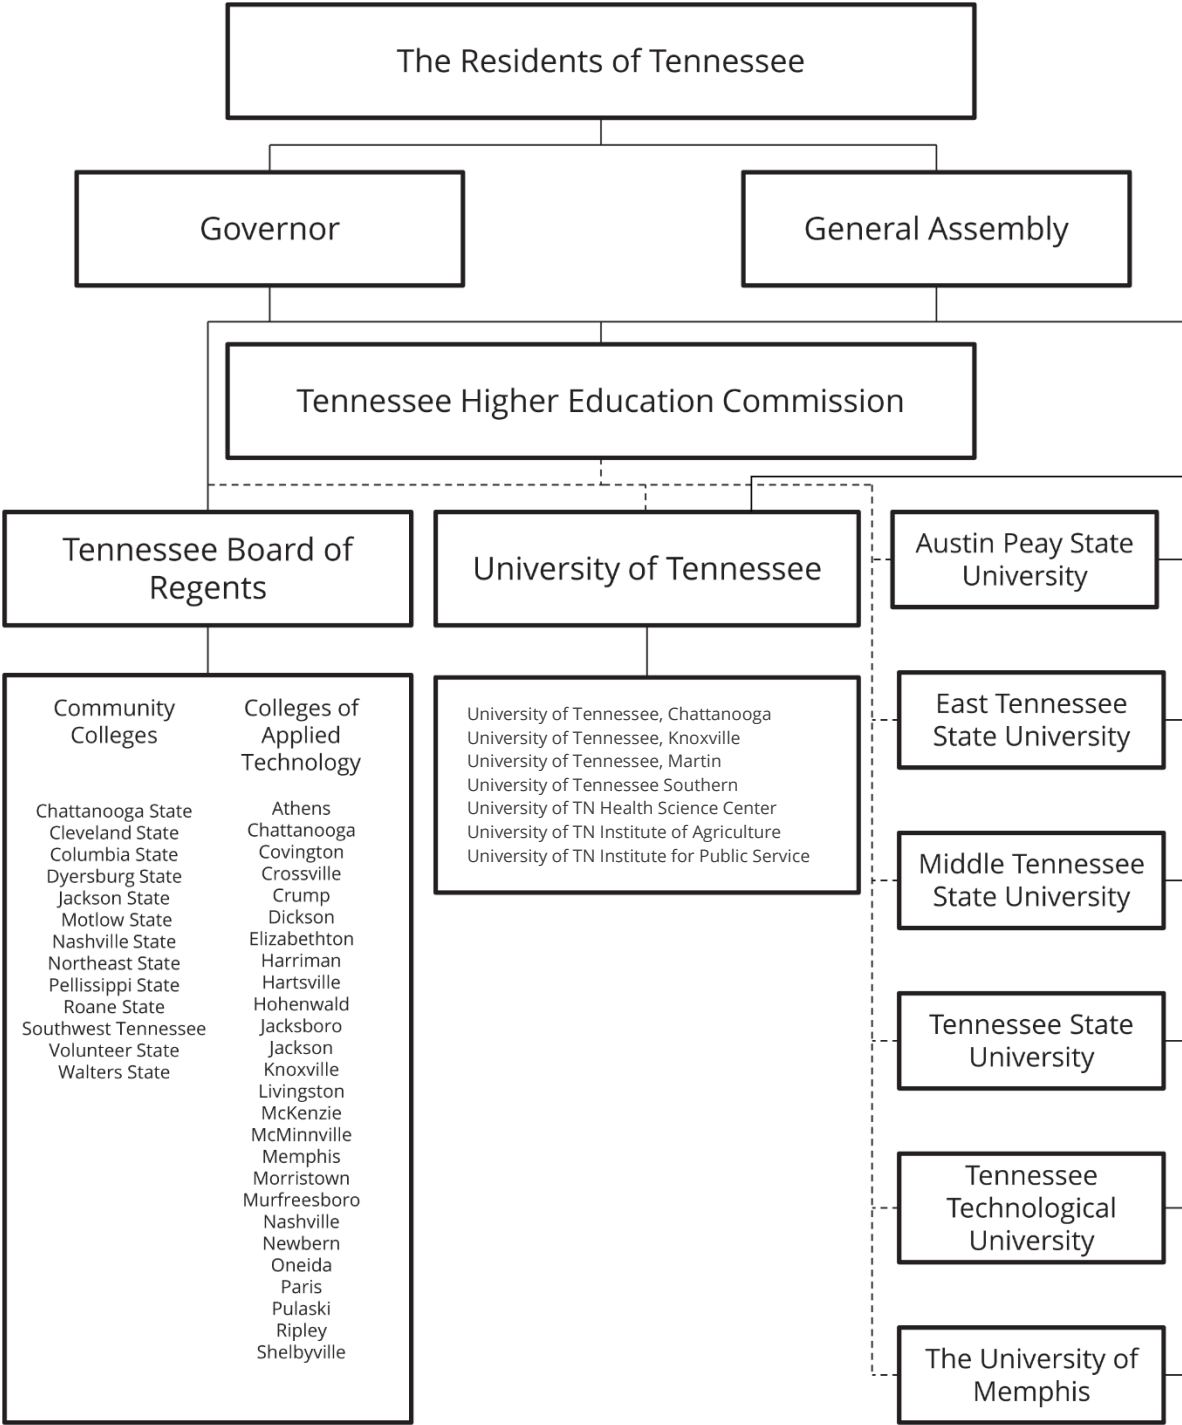 The Residents of Tennessee
Governor
General Assembly
Tennessee Higher Education Commission
Tennessee Board of
Regents
University of Tennessee
Austin Peay State
University
Community
Colleges
Chattanooga State
Cleveland State
Columbia State
Dyersburg State
Jackson State
Motlow State
Nashville State
Northeast State
Pellissippi State
Roane State
Southwest Tennessee
Volunteer State
Walters State
Colleges of
Applied
Technology
Athens
Chattanooga
Covington
Crossville
Crump
Dickson
Elizabethton
Harriman
Hartsville
Hohenwald
Jacksboro
Jackson
Knoxville
Livingston
McKenzie
McMinnville
Memphis
Morristown
Murfreesboro
Nashville
Newbern
Oneida
Paris
Pulaski
Ripley
Shelbyville
University of Tennessee, Chattanooga
University of Tennessee, Knoxville
University of Tennessee, Martin
University of Tennessee Southern
University of TN Health Science Center
University of TN Institute of Agriculture
University of TN Institute for Public Service
East Tennessee
State University
Middle Tennessee
State University
Tennessee State
University
Tennessee
Technological
University
The University of
Memphis